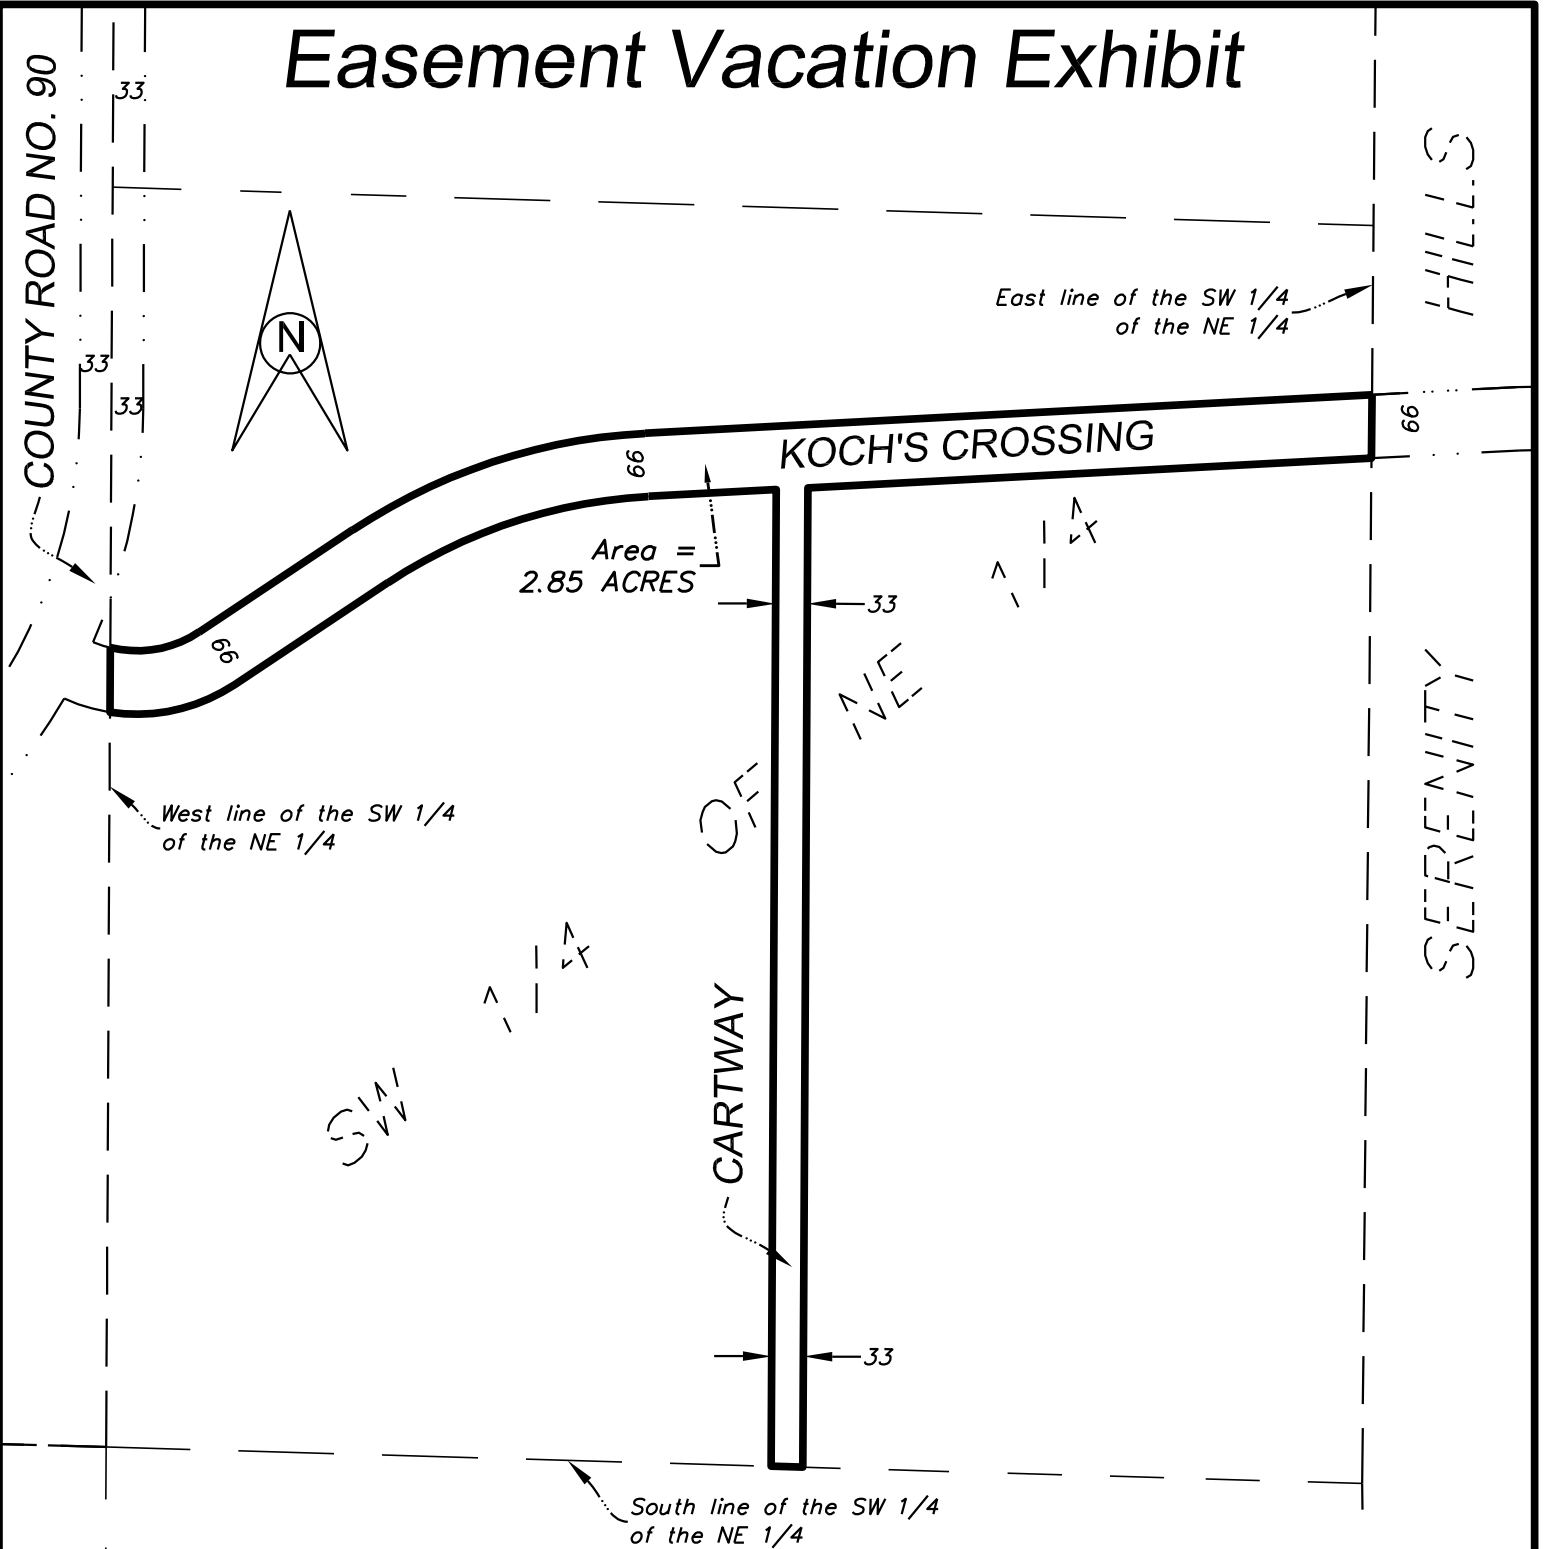 Easement Vacation Exhibit
COUNTY ROAD NO. 90
33
33
33
N
East line of the SW 1/4
of the NE 1/4
HILLS
66
KOCH'S CROSSING
66
Area =
2.85 ACRES
33
66
SW 1/4 OF NE 1/4
West line of the SW 1/4
of the NE 1/4
SERENITY
CARTWAY
33
South line of the SW 1/4
of the NE 1/4